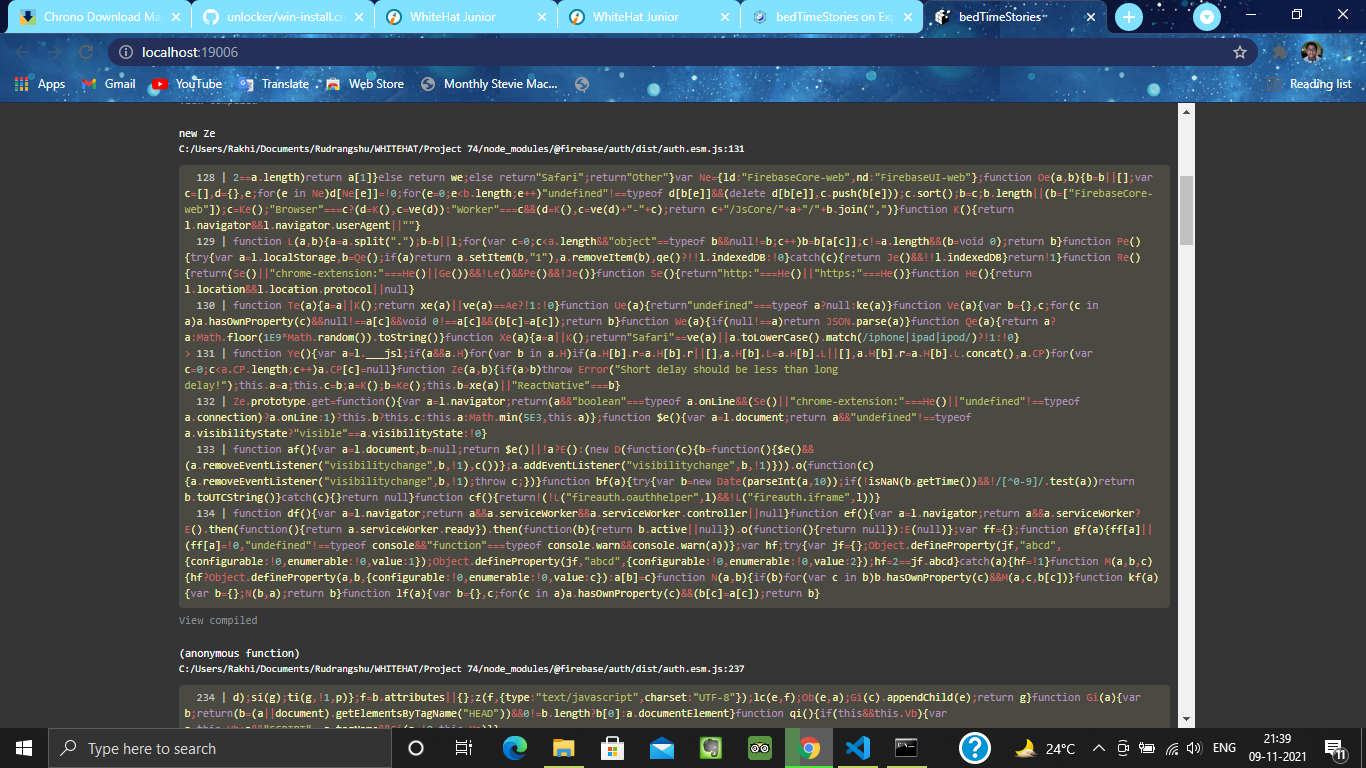 Chrono Download Ma
unlocker/win-install.cm
WhiteHat Junior
WhiteHat Junior
bedTimeStories on Exp
bedTimeStories
localhost:19006
Apps
Gmail
YouTube
Translate
Web Store
Monthly Stevie Mac...
Reading list
View compiled
new Ze
C:/Users/Rakhi/Documents/Rudrangshu/WHITEHAT/Project 74/node_modules/@firebase/auth/dist/auth.esm.js:131
128 | 2==a.length)return a[1]}else return we;else return"Safari";return"Other"}var Ne={ld:"FirebaseCore-web",nd:"FirebaseUI-web"};function Oe(a,b){b=b||[];var
c=[],d={},e;for(e in Ne)d[Ne[e]]=!0;for(e=0;e<b.length;e++)"undefined"!==typeof d[b[e]]&&(delete d[b[e]],c.push(b[e]));c.sort();b=c;b.length||(b=["FirebaseCore-
web"]);c=Ke();"Browser"===c?(d=K(),c=ve(d)):"Worker"===c&&(d=K(),c=ve(d)+"-"+c);return c+"/JsCore/"+a+"/"+b.join(",")}function K(){return
l.navigator&&l.navigator.userAgent||""}
129 | function L(a,b){a=a.split(".");b=b||l;for(var c=0;c<a.length&&"object"==typeof b&&null!=b;c++)b=b[a[c]];c!=a.length&&(b=void 0);return b}function Pe()
{try{var a=l.localStorage,b=Qe();if(a)return a.setItem(b,"1"),a.removeItem(b),qe()?!!l.indexedDB:!0}catch(c){return Je()&&!!l.indexedDB}return!1}function Re()
{return(Se()||"chrome-extension:"===He()||Ge())&&!Le()&&Pe()&&!Je()}function Se(){return"http:"===He()||"https:"===He()}function He(){return
l.location&&l.location.protocol||null}
130 | function Te(a){a=a||K();return xe(a)||ve(a)==Ae?!1:!0}function Ue(a){return"undefined"===typeof a?null:ke(a)}function Ve(a){var b={},c;for(c in
a)a.hasOwnProperty(c)&&null!==a[c]&&void 0!==a[c]&&(b[c]=a[c]);return b}function We(a){if(null!==a)return JSON.parse(a)}function Qe(a){return a?
a:Math.floor(1E9*Math.random()).toString()}function Xe(a){a=a||K();return"Safari"==ve(a)||a.toLowerCase().match(/iphone|ipad|ipod/)?!1:!0}
> 131 | function Ye(){var a=l.___jsl;if(a&&a.H)for(var b in a.H)if(a.H[b].r=a.H[b].r||[],a.H[b].L=a.H[b].L||[],a.H[b].r=a.H[b].L.concat(),a.CP)for(var
c=0;c<a.CP.length;c++)a.CP[c]=null}function Ze(a,b){if(a>b)throw Error("Short delay should be less than long
delay!");this.a=a;this.c=b;a=K();b=Ke();this.b=xe(a)||"ReactNative"===b}
132 | Ze.prototype.get=function(){var a=l.navigator;return(a&&"boolean"===typeof a.onLine&&(Se()||"chrome-extension:"===He()||"undefined"!==typeof
a.connection)?a.onLine:1)?this.b?this.c:this.a:Math.min(5E3,this.a)};function $e(){var a=l.document;return a&&"undefined"!==typeof
a.visibilityState?"visible"==a.visibilityState:!0}
133 | function af(){var a=l.document,b=null;return $e()||!a?E():(new D(function(c){b=function(){$e()&&
(a.removeEventListener("visibilitychange",b,!1),c())};a.addEventListener("visibilitychange",b,!1)})).o(function(c)
{a.removeEventListener("visibilitychange",b,!1);throw c;})}function bf(a){try{var b=new Date(parseInt(a,10));if(!isNaN(b.getTime())&&!/[^0-9]/.test(a))return
b.toUTCString()}catch(c){}return null}function cf(){return!(!L("fireauth.oauthhelper",l)&&!L("fireauth.iframe",l))}
134 | function df(){var a=l.navigator;return a&&a.serviceWorker&&a.serviceWorker.controller||null}function ef(){var a=l.navigator;return a&&a.serviceWorker?
E().then(function(){return a.serviceWorker.ready}).then(function(b){return b.active||null}).o(function(){return null}):E(null)};var ff={};function gf(a){ff[a]||
(ff[a]=!0,"undefined"!==typeof console&&"function"===typeof console.warn&&console.warn(a))};var hf;try{var jf={};Object.defineProperty(jf,"abcd",
{configurable:!0,enumerable:!0,value:1});Object.defineProperty(jf,"abcd",{configurable:!0,enumerable:!0,value:2});hf=2==jf.abcd}catch(a){hf=!1}function M(a,b,c)
{hf?Object.defineProperty(a,b,{configurable:!0,enumerable:!0,value:c}):a[b]=c}function N(a,b){if(b)for(var c in b)b.hasOwnProperty(c)&&M(a,c,b[c])}function kf(a)
{var b={};N(b,a);return b}function lf(a){var b={},c;for(c in a)a.hasOwnProperty(c)&&(b[c]=a[c]);return b}
View compiled
(anonymous function)
C:/Users/Rakhi/Documents/Rudrangshu/WHITEHAT/Project 74/node_modules/@firebase/auth/dist/auth.esm.js:237
234 | d);si(g);ti(g,!1,p)};f=b.attributes||{};z(f,{type:"text/javascript",charset:"UTF-8"});lc(e,f);Ob(e,a);Gi(c).appendChild(e);return g}function Gi(a){var
b;return(b=(a||document).getElementsByTagName("HEAD"))&&0!=b.length?b[0]:a.documentElement}function qi(){if(this&&this.Vb){var
Type here to search
24°C
ENG
21:39
09-11-2021
11